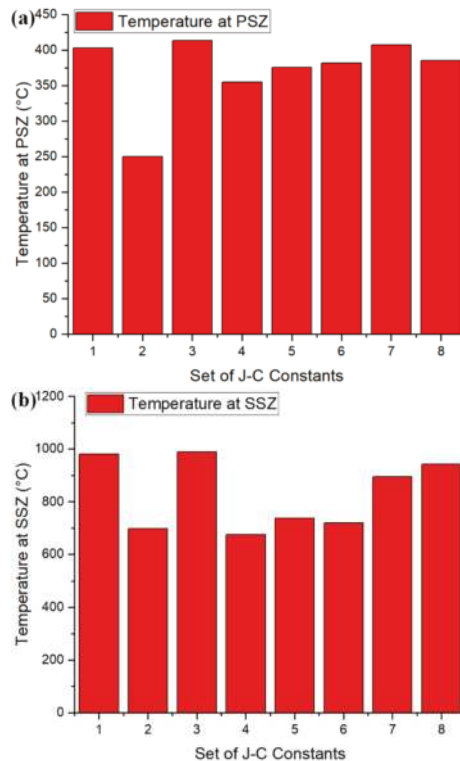 (a)
Temperature at PSZ
450
400
350
300
250
200
150
100
50
0
Temperature at PSZ (°C)
1 2 3 4 5 6 7 8
Set of J-C Constants
(b)
Temperature at SSZ
1200
1000
800
600
400
200
0
Temperature at SSZ (°C)
1 2 3 4 5 6 7 8
Set of J-C Constants